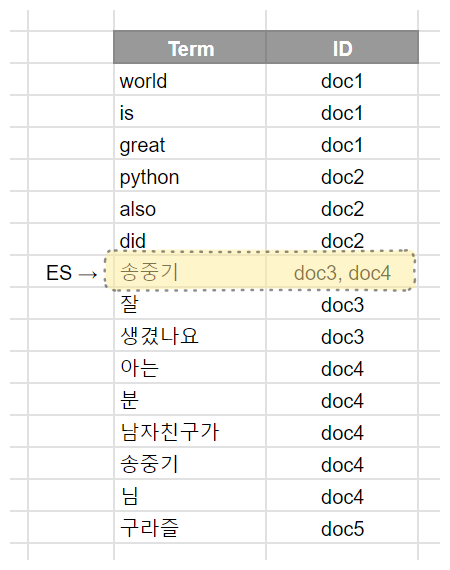 Term ID
world doc1
is doc1
great doc1
python doc2
also doc2
did doc2
ES → 송중기 doc3, doc4
잘 doc3
생겼나요 doc3
아는 doc4
분 doc4
남자친구가 doc4
송중기 doc4
님 doc4
구라즐 doc5